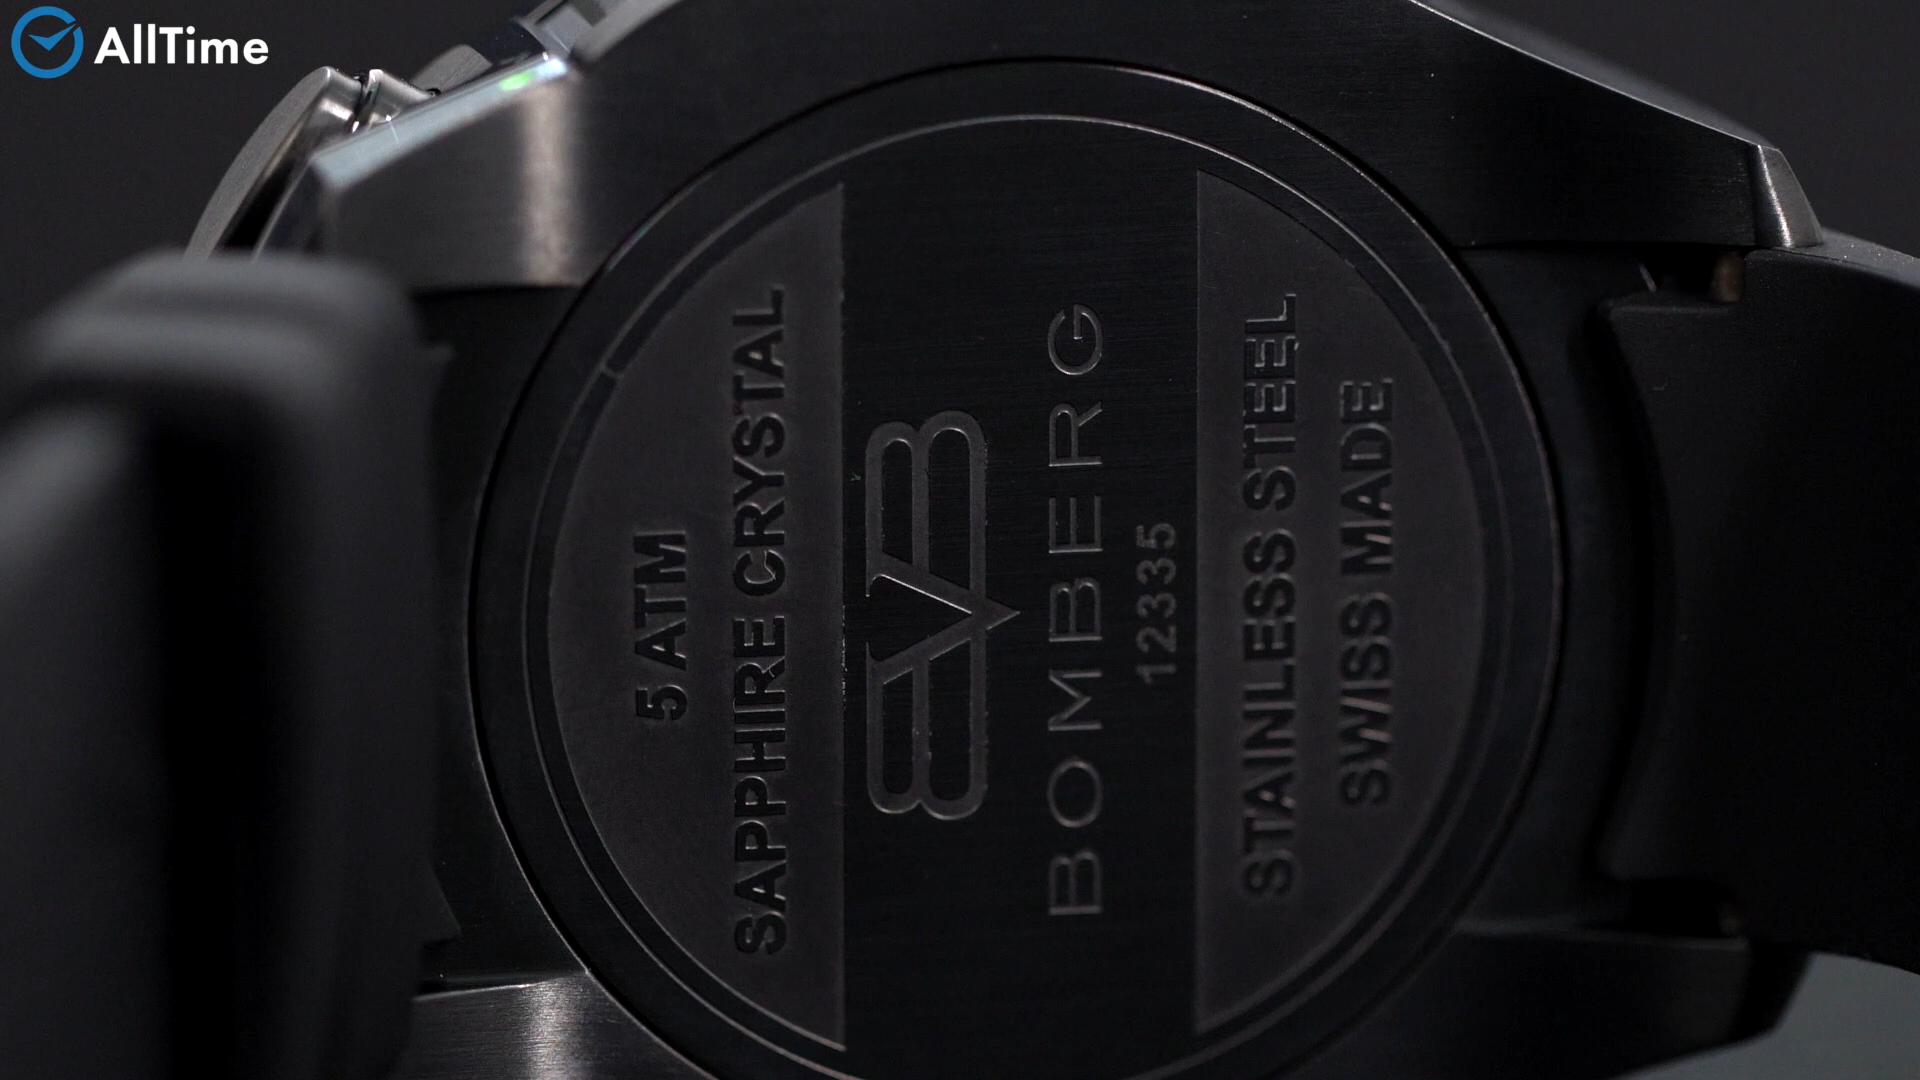 AllTime
5 ATM
SAPPHIRE CRYSTAL
BOMBERG
12335
STAINLESS STEEL
SWISS MADE